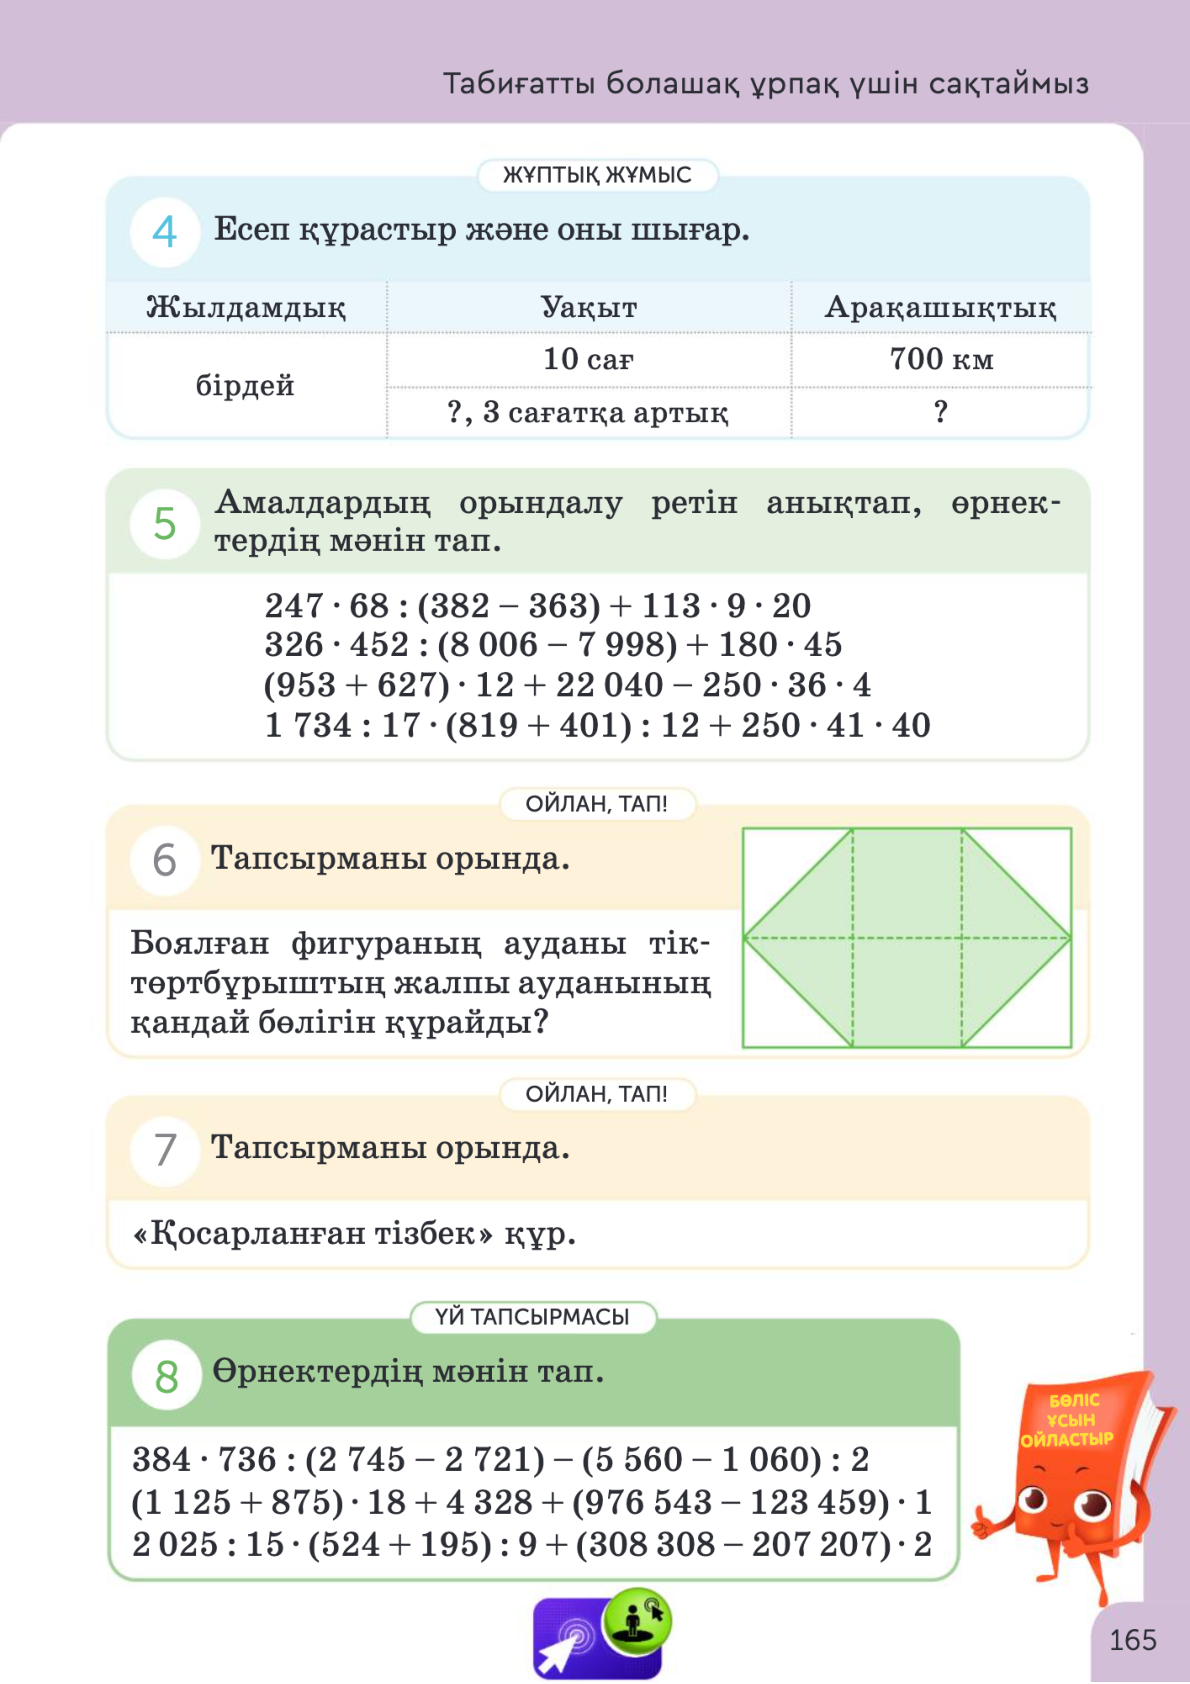 Табиғатты болашақ ұрпақ үшін сақтаймыз
ЖҰПТЫҚ ЖҰМЫС
4 Есеп құрастыр және оны шығар.
Жылдамдық Уақыт Арақашықтық
бірдей
10 сағ 700 км
?, 3 сағатқа артық ?
5 Амалдардың орындалу ретін анықтап, өрнек-
тердің мәнін тап.
247 · 68 : (382 – 363) + 113 · 9 · 20
326 · 452 : (8 006 – 7 998) + 180 · 45
(953 + 627) · 12 + 22 040 – 250 · 36 · 4
1 734 : 17 · (819 + 401) : 12 + 250 · 41 · 40
ОЙЛАН, ТАП!
6 Тапсырманы орында.
Боялған фигураның ауданы тік-
төртбұрыштың жалпы ауданының
қандай бөлігін құрайды?
ОЙЛАН, ТАП!
7 Тапсырманы орында.
«Қосарланған тізбек» құр.
ҮЙ ТАПСЫРМАСЫ
8 Өрнектердің мәнін тап.
384 · 736 : (2 745 – 2 721) – (5 560 – 1 060) : 2
(1 125 + 875) · 18 + 4 328 + (976 543 – 123 459) · 1
2 025 : 15 · (524 + 195) : 9 + (308 308 – 207 207) · 2
БӨЛІС
ҰСЫН
ОЙЛАСТЫР
165